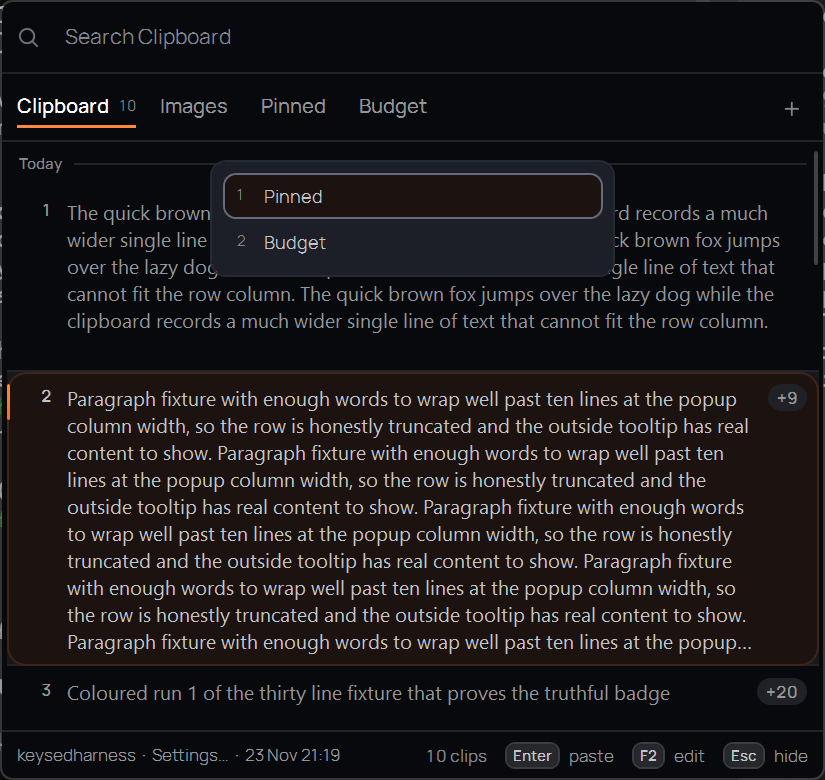 Search Clipboard
Clipboard 10 Images Pinned Budget +
Today
1 Pinned
2 Budget
1 The quick brown rd records a much
wider single line ck brown fox jumps
over the lazy dog gle line of text that
cannot fit the row column. The quick brown fox jumps over the lazy dog while the
clipboard records a much wider single line of text that cannot fit the row column.
2 Paragraph fixture with enough words to wrap well past ten lines at the popup +9
column width, so the row is honestly truncated and the outside tooltip has real
content to show. Paragraph fixture with enough words to wrap well past ten
lines at the popup column width, so the row is honestly truncated and the
outside tooltip has real content to show. Paragraph fixture with enough words
to wrap well past ten lines at the popup column width, so the row is honestly
truncated and the outside tooltip has real content to show. Paragraph fixture
with enough words to wrap well past ten lines at the popup column width, so
the row is honestly truncated and the outside tooltip has real content to show.
Paragraph fixture with enough words to wrap well past ten lines at the popup...
3 Coloured run 1 of the thirty line fixture that proves the truthful badge +20
keysedharness · Settings... · 23 Nov 21:19 10 clips Enter paste F2 edit Esc hide